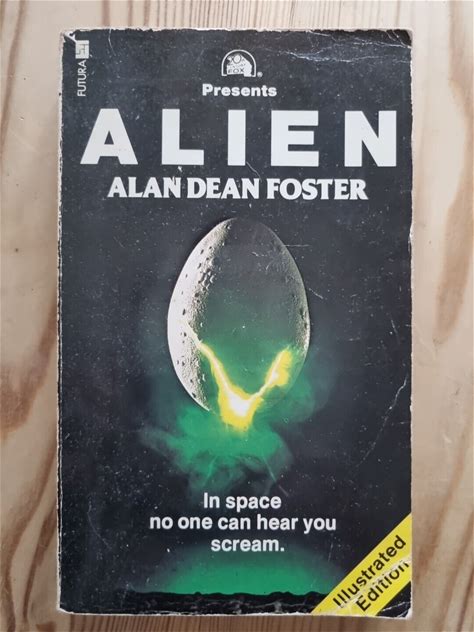 FUTURA
FOX
Presents
ALIEN
ALAN DEAN FOSTER
In space
no one can hear you
scream.
Illustrated
Edition